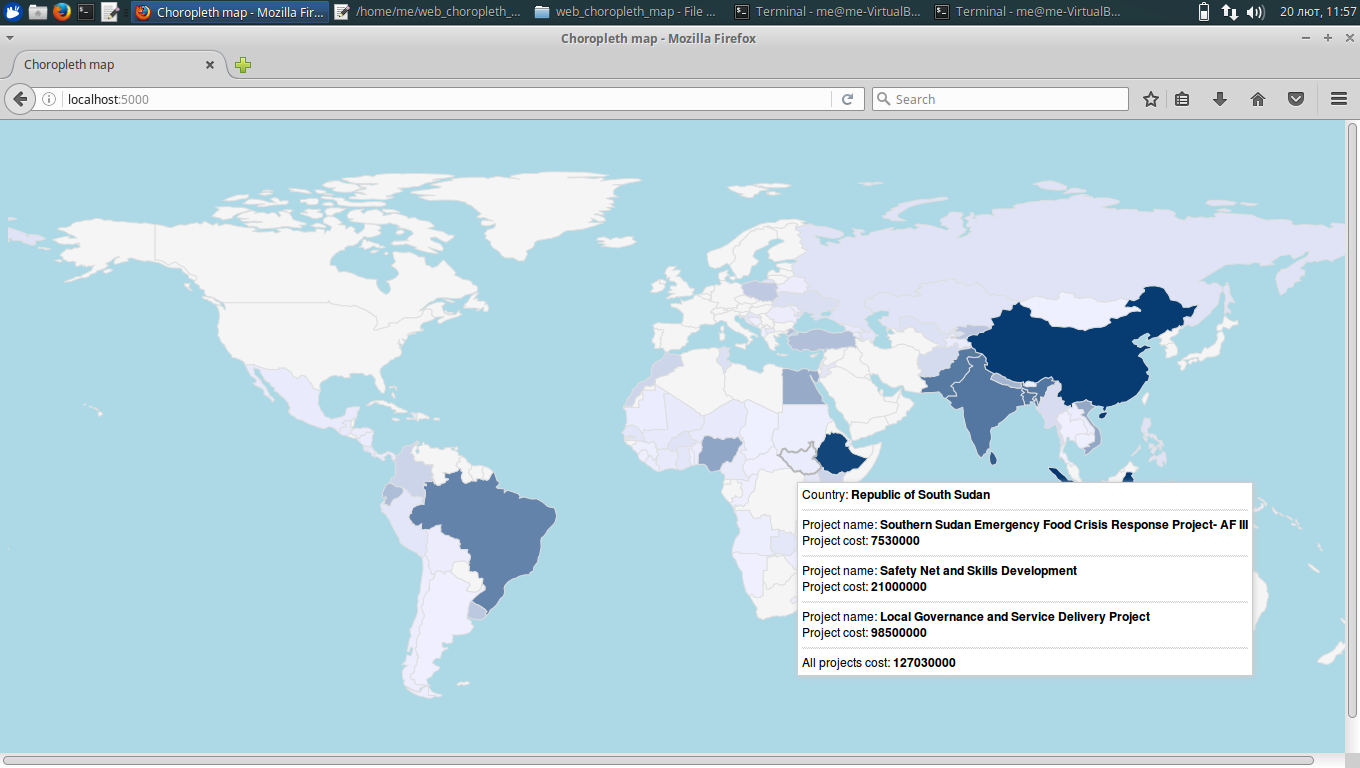 Choropleth map - Mozilla Fir...
/home/me/web_choropleth_...
web_choropleth_map - File ...
Terminal - me@me-VirtualB...
Terminal - me@me-VirtualB...
20 лют, 11:57
Choropleth map - Mozilla Firefox
Choropleth map
localhost:5000
Search
Country: Republic of South Sudan
Project name: Southern Sudan Emergency Food Crisis Response Project- AF III
Project cost: 7530000
Project name: Safety Net and Skills Development
Project cost: 21000000
Project name: Local Governance and Service Delivery Project
Project cost: 98500000
All projects cost: 127030000